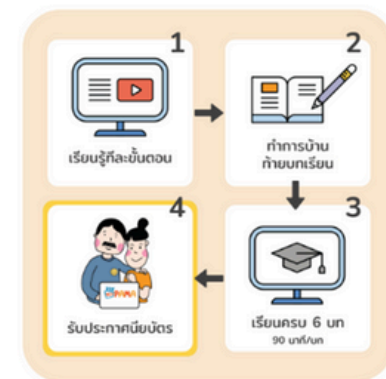 1
เรียนรู้ทีละขั้นตอน
2
ทำการบ้าน
ท้ายบทเรียน
3
เรียนครบ 6 บท
90 นาที/บท
4
PAMA
รับประกาศนียบัตร